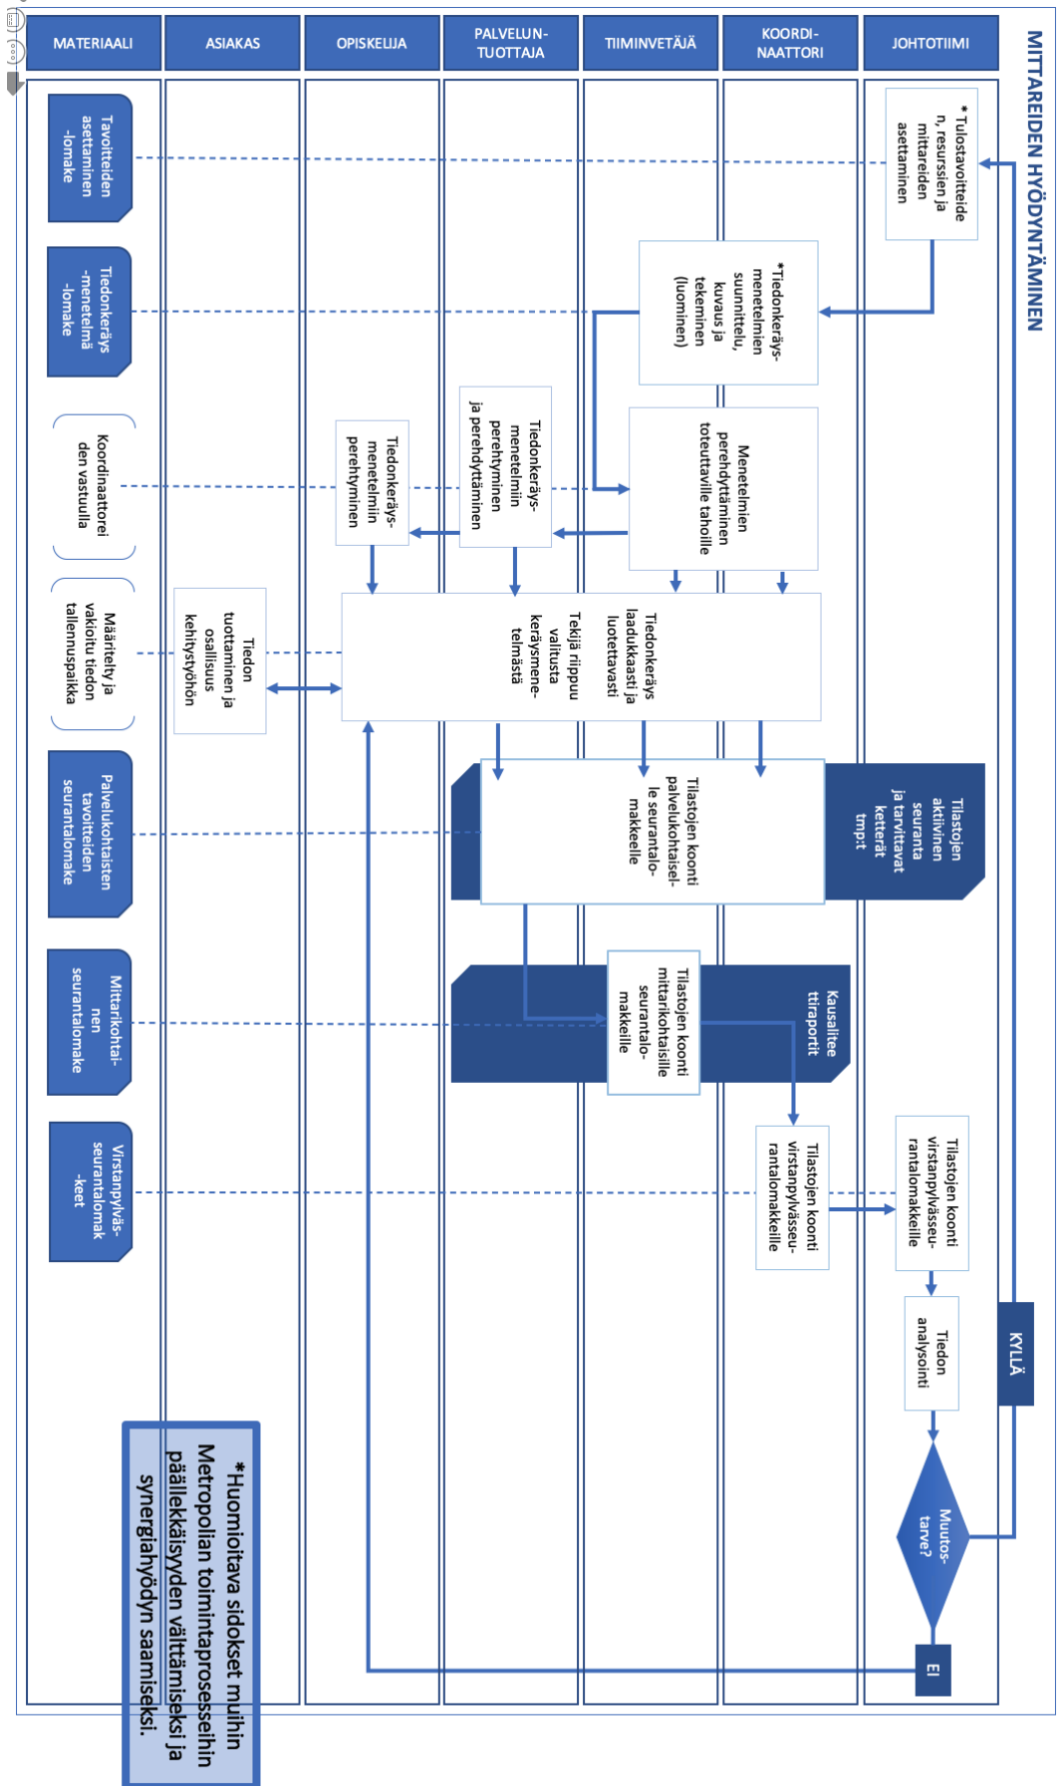 MITTAREIDEN HYÖDYNTÄMINEN
JOHTOTIIMI
KOORDI-
NAATTORI
TIIMINVETÄJÄ
PALVELUN-
TUOTTAJA
OPISKELIJA
ASIAKAS
MATERIAALI
* Tulostavoitteide
n, resurssien ja
mittareiden
asettaminen
Tavoitteiden
asettaminen
-lomake
*Tiedonkeräys-
menetelmien
suunnittelu,
kuvaus ja
tekeminen
(luominen)
Tiedonkeräys
-menetelmä
-lomake
Menetelmien
perehdyttäminen
toteuttaville tahoille
Tiedonkeräys-
menetelmiin
perehtyminen
ja perehdyttäminen
Tiedonkeräys-
menetelmiin
perehtyminen
Koordinaattorei
den vastuulla
Tiedonkeräys
laadukkaasti ja
luotettavasti
Tekijä riippuu
valitusta
keräysmene-
telmästä
Tiedon
tuottaminen ja
osallisuus
kehitystyöhön
Määritelty ja
vakioitu tiedon
tallennuspaikka
Tilastojen
aktiivinen
seuranta
ja tarvittavat
ketterät
tmp:t
Tilastojen koonti
palvelukohtaisel-
le seurantalo-
makkeelle
Palvelukohtaisten
tavoitteiden
seurantalomake
Kausalitee
ttiraportit
Tilastojen koonti
mittarikohtaisille
seurantalo-
makkeille
Mittarikohtai-
nen
seurantalomake
Tilastojen koonti
virstanpylvässeu-
rantalomakkeille
Tilastojen koonti
virstanpylvässeu-
rantalomakkeille
Virstanpylväs-
seurantalomak
-keet
Tiedon
analysointi
KYLLÄ
Muutos-
tarve?
EI
*Huomioitava sidokset muihin
Metropolian toimintaprosesseihin
päällekkäisyyden välttämiseksi ja
synergiahyödyn saamiseksi.